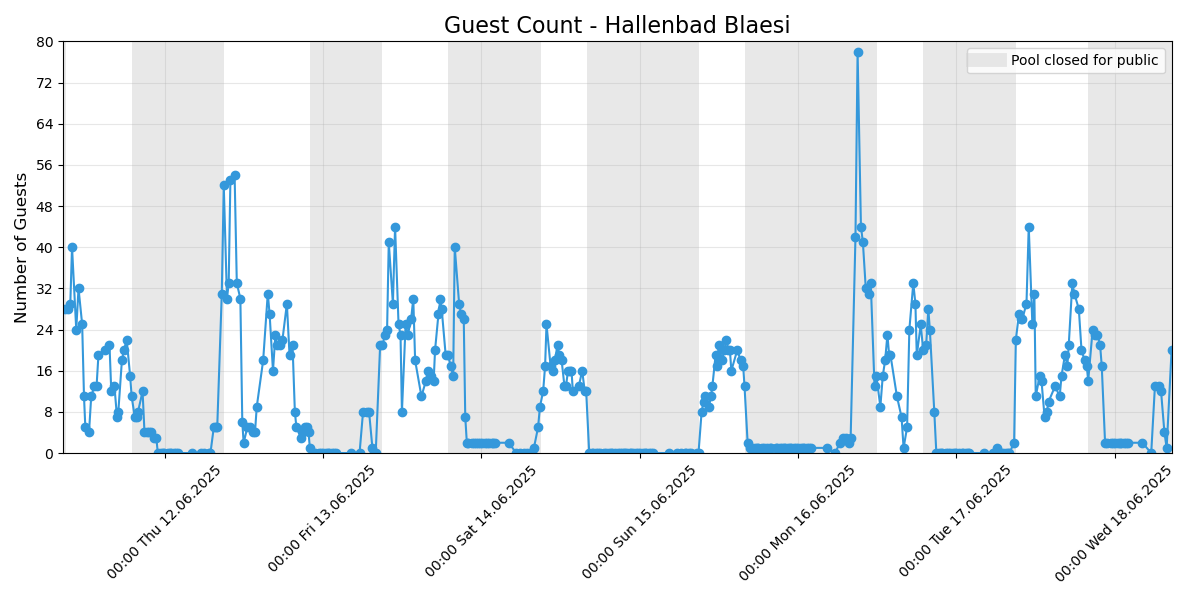 Guest Count - Hallenbad Blaesi
Pool closed for public
Number of Guests
80
72
64
56
48
40
32
24
16
8
0
00:00 Thu 12.06.2025
00:00 Fri 13.06.2025
00:00 Sat 14.06.2025
00:00 Sun 15.06.2025
00:00 Mon 16.06.2025
00:00 Tue 17.06.2025
00:00 Wed 18.06.2025